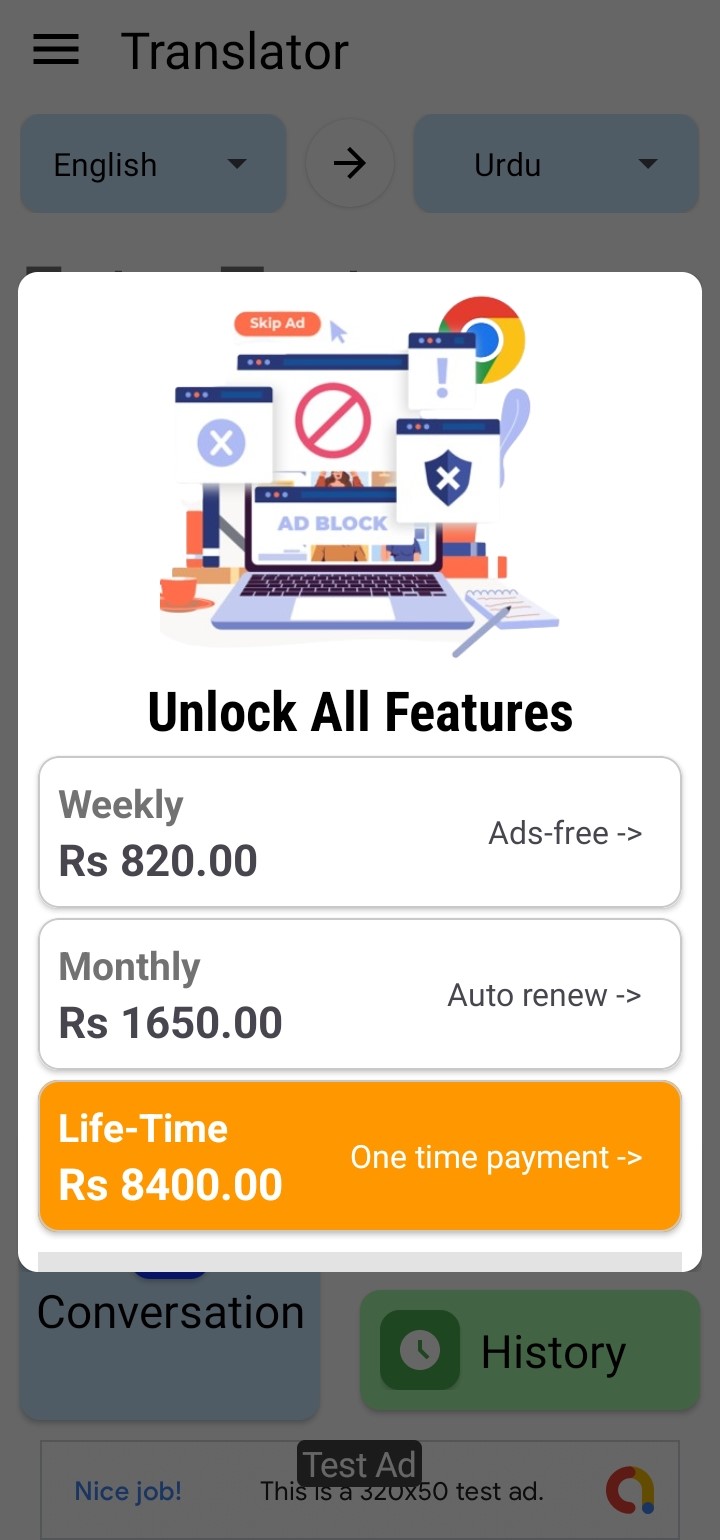 Translator
English
Urdu
Skip Ad
AD BLOCK
Unlock All Features
Weekly
Rs 820.00
Ads-free ->
Monthly
Rs 1650.00
Auto renew ->
Life-Time
Rs 8400.00
One time payment ->
Conversation
History
Test Ad
Nice job!
This is a 320x50 test ad.